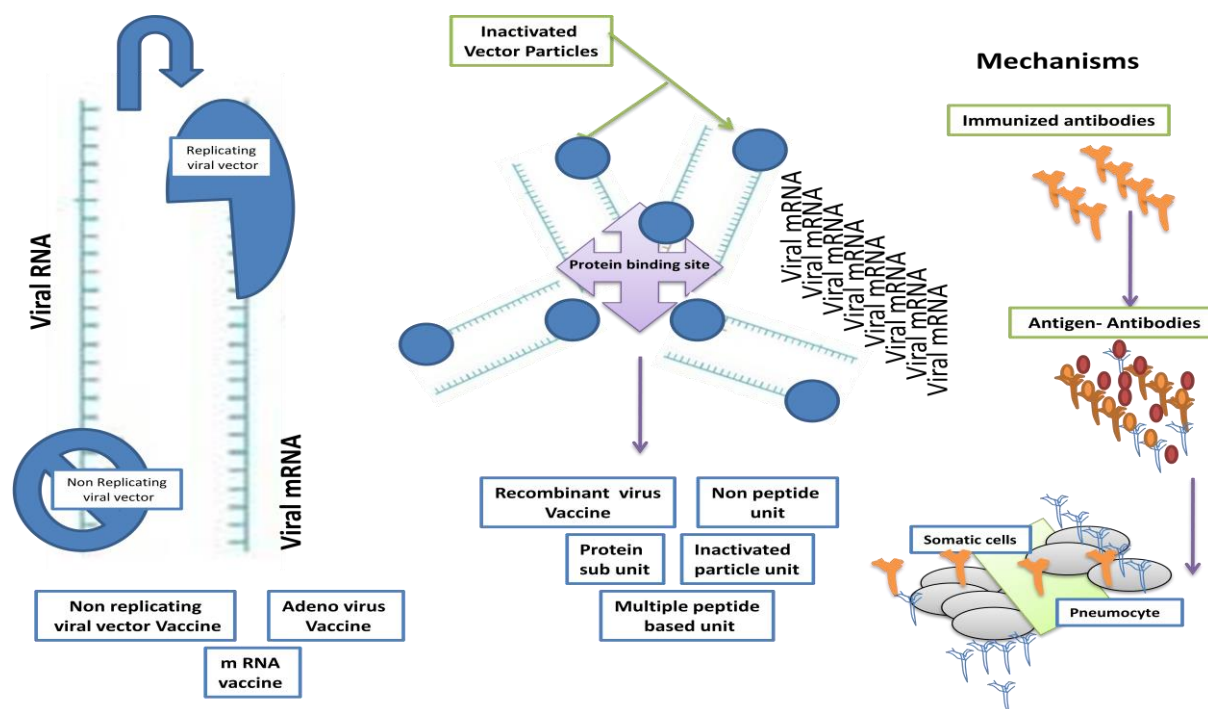 Replicating
viral vector
Viral RNA
Non Replicating
viral vector
Viral mRNA
Non replicating
viral vector Vaccine
Adeno virus
Vaccine
m RNA
vaccine
Inactivated
Vector Particles
Protein binding site
Viral mRNA
Viral mRNA
Viral mRNA
Viral mRNA
Viral mRNA
Viral mRNA
Viral mRNA
Viral mRNA
Recombinant virus
Vaccine
Non peptide
unit
Protein
sub unit
Inactivated
particle unit
Multiple peptide
based unit
Mechanisms
Immunized antibodies
Antigen- Antibodies
Somatic cells
Pneumocyte